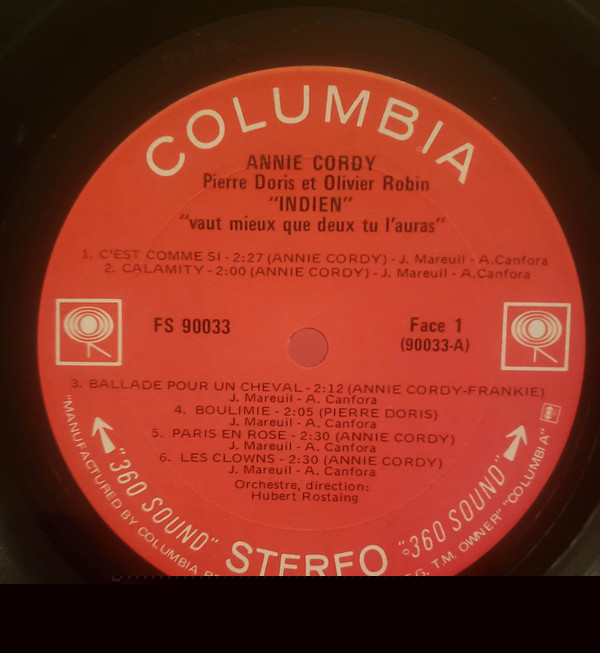 COLUMBIA
ANNIE CORDY
Pierre Doris et Olivier Robin
"INDIEN"
"vaut mieux que deux tu l'auras"
1. C'EST COMME SI - 2:27 (ANNIE CORDY) - J. Mareuil - A.Canfora
2. CALAMITY - 2:00 (ANNIE CORDY) - J. Mareuil - A.Canfora
FS 90033
Face 1
(90033-A)
3. BALLADE POUR UN CHEVAL - 2:12 (ANNIE CORDY-FRANKIE)
J. Mareuil - A. Canfora
4. BOULIMIE - 2:05 (PIERRE DORIS)
J. Mareuil - A. Canfora
5. PARIS EN ROSE - 2:30 (ANNIE CORDY)
J. Mareuil - A. Canfora
6. LES CLOWNS - 2:30 (ANNIE CORDY)
J. Mareuil - A. Canfora
Orchestre, direction:
Hubert Rostaing
"360 SOUND" STEREO "360 SOUND"
"MANUFACTURED BY COLUMBIA T.M. OWNER" "COLUMBIA"